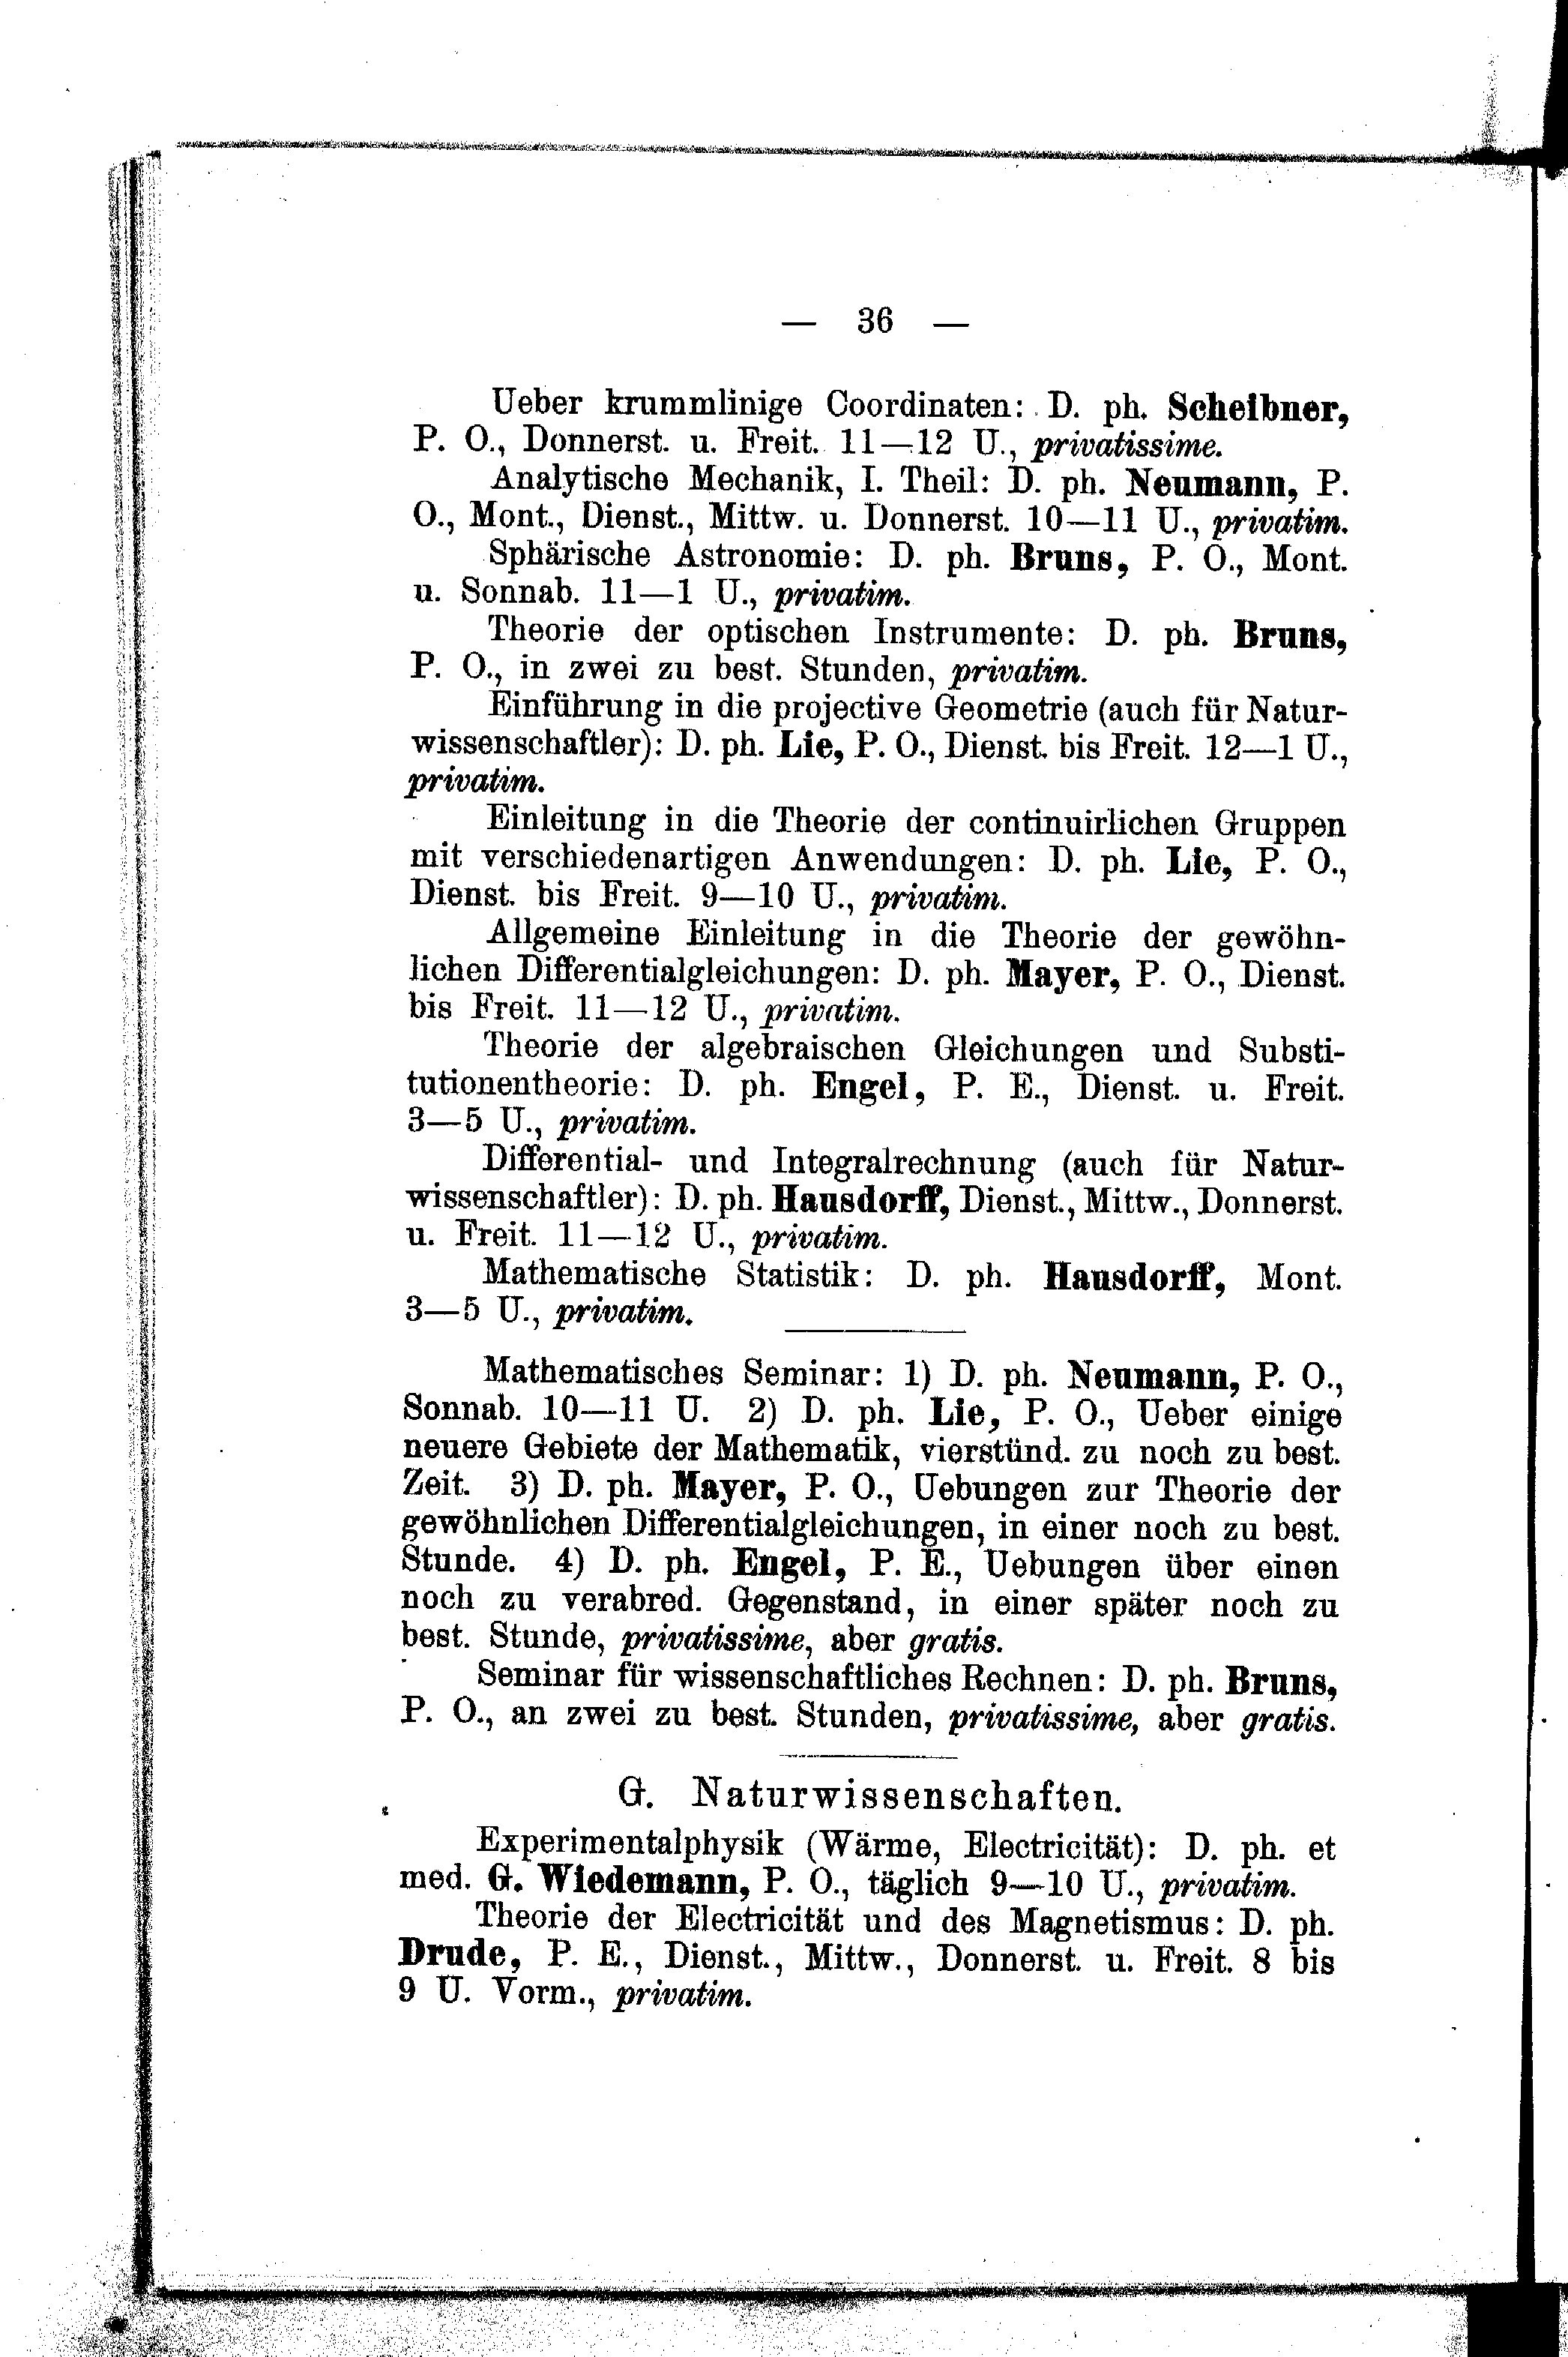 — 36 —
Ueber krummlinige Coordinaten: D. ph. Scheibner,
P. O., Donnerst. u. Freit. 11—12 U., privatissime.
Analytische Mechanik, I. Theil: D. ph. Neumann, P.
O., Mont., Dienst., Mittw. u. Donnerst. 10—11 U., privatim.
Sphärische Astronomie: D. ph. Bruns, P. O., Mont.
u. Sonnab. 11—1 U., privatim.
Theorie der optischen Instrumente: D. ph. Bruns,
P. O., in zwei zu best. Stunden, privatim.
Einführung in die projective Geometrie (auch für Natur-
wissenschaftler): D. ph. Lie, P. O., Dienst. bis Freit. 12—1 U.,
privatim.
Einleitung in die Theorie der continuirlichen Gruppen
mit verschiedenartigen Anwendungen: D. ph. Lie, P. O.,
Dienst. bis Freit. 9—10 U., privatim.
Allgemeine Einleitung in die Theorie der gewöhn-
lichen Differentialgleichungen: D. ph. Mayer, P. O., Dienst.
bis Freit. 11—12 U., privatim.
Theorie der algebraischen Gleichungen und Substi-
tutionentheorie: D. ph. Engel, P. E., Dienst. u. Freit.
3—5 U., privatim.
Differential- und Integralrechnung (auch für Natur-
wissenschaftler): D. ph. Hausdorff, Dienst., Mittw., Donnerst.
u. Freit. 11—12 U., privatim.
Mathematische Statistik: D. ph. Hausdorff, Mont.
3—5 U., privatim.
Mathematisches Seminar: 1) D. ph. Neumann, P. O.,
Sonnab. 10—11 U. 2) D. ph. Lie, P. O., Ueber einige
neuere Gebiete der Mathematik, vierstünd. zu noch zu best.
Zeit. 3) D. ph. Mayer, P. O., Uebungen zur Theorie der
gewöhnlichen Differentialgleichungen, in einer noch zu best.
Stunde. 4) D. ph. Engel, P. E., Uebungen über einen
noch zu verabred. Gegenstand, in einer später noch zu
best. Stunde, privatissime, aber gratis.
Seminar für wissenschaftliches Rechnen: D. ph. Bruns,
P. O., an zwei zu best. Stunden, privatissime, aber gratis.
G. Naturwissenschaften.
Experimentalphysik (Wärme, Electricität): D. ph. et
med. G. Wiedemann, P. O., täglich 9—10 U., privatim.
Theorie der Electricität und des Magnetismus: D. ph.
Drude, P. E., Dienst., Mittw., Donnerst. u. Freit. 8 bis
9 U. Vorm., privatim.